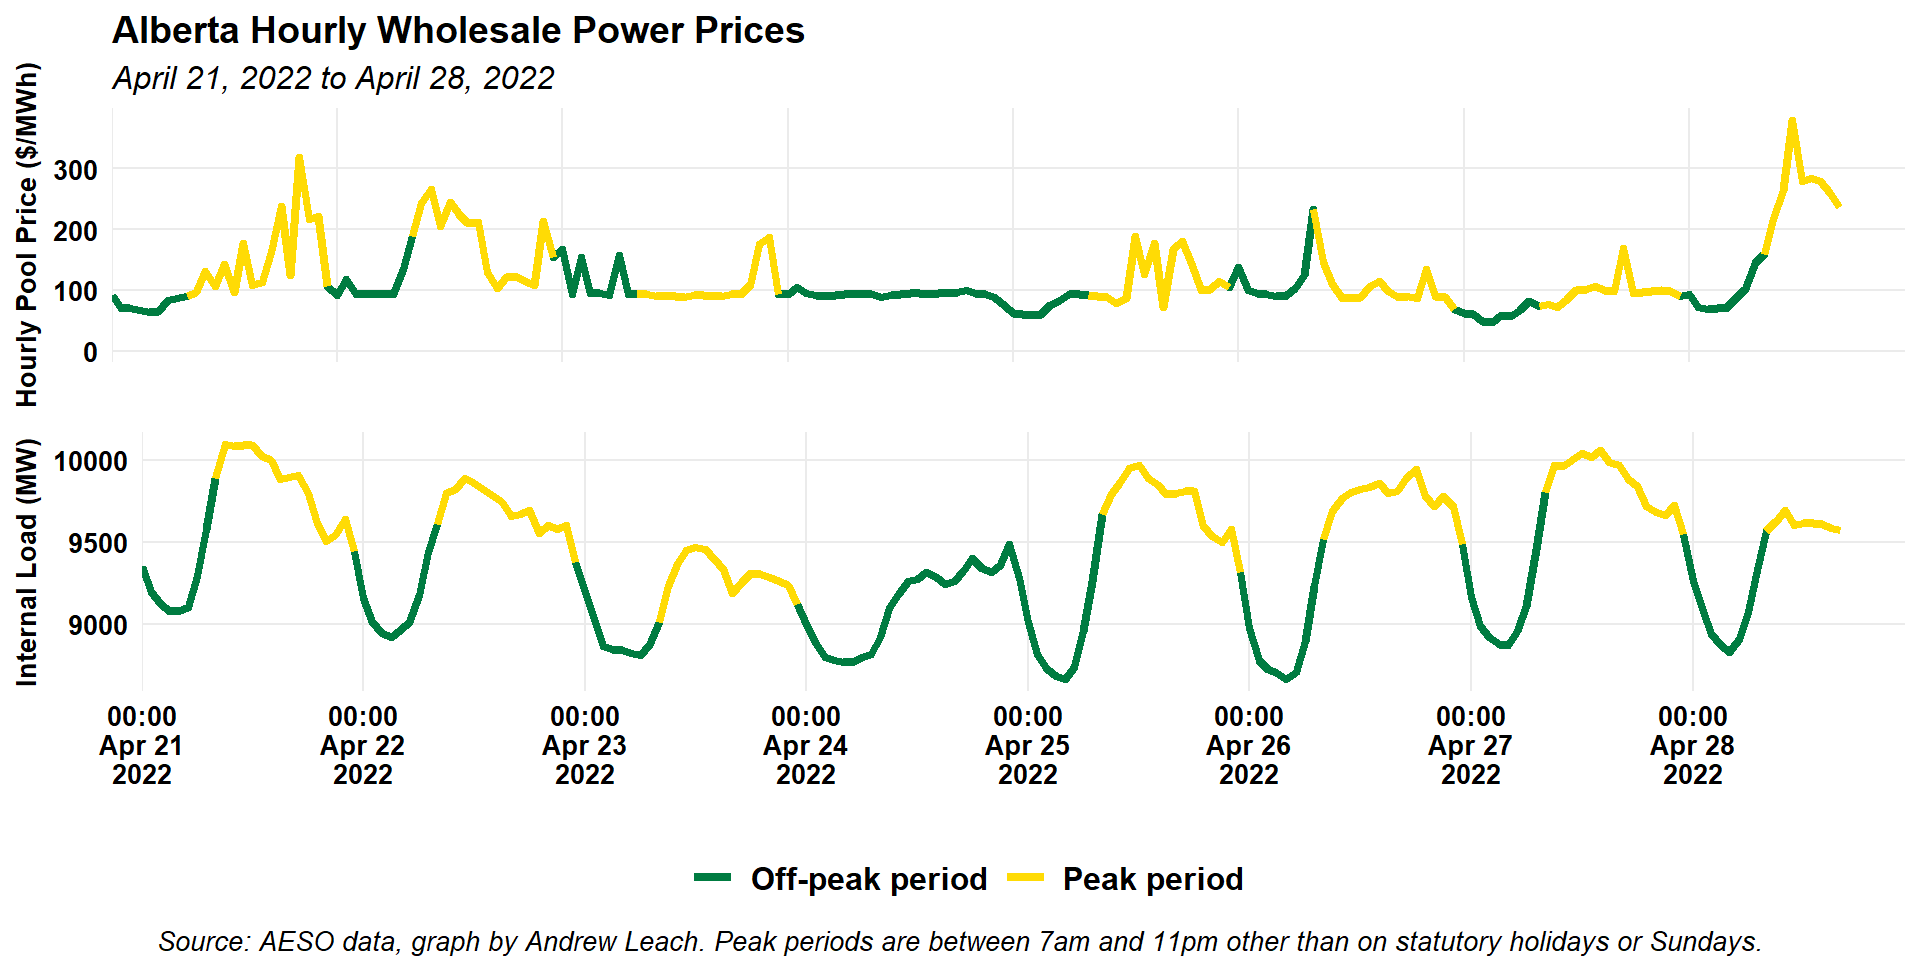 Alberta Hourly Wholesale Power Prices
April 21, 2022 to April 28, 2022
Hourly Pool Price ($/MWh)
300
200
100
0
Internal Load (MW)
10000
9500
9000
00:00 00:00 00:00 00:00 00:00 00:00 00:00 00:00
Apr 21 Apr 22 Apr 23 Apr 24 Apr 25 Apr 26 Apr 27 Apr 28
2022 2022 2022 2022 2022 2022 2022 2022
Off-peak period Peak period
Source: AESO data, graph by Andrew Leach. Peak periods are between 7am and 11pm other than on statutory holidays or Sundays.